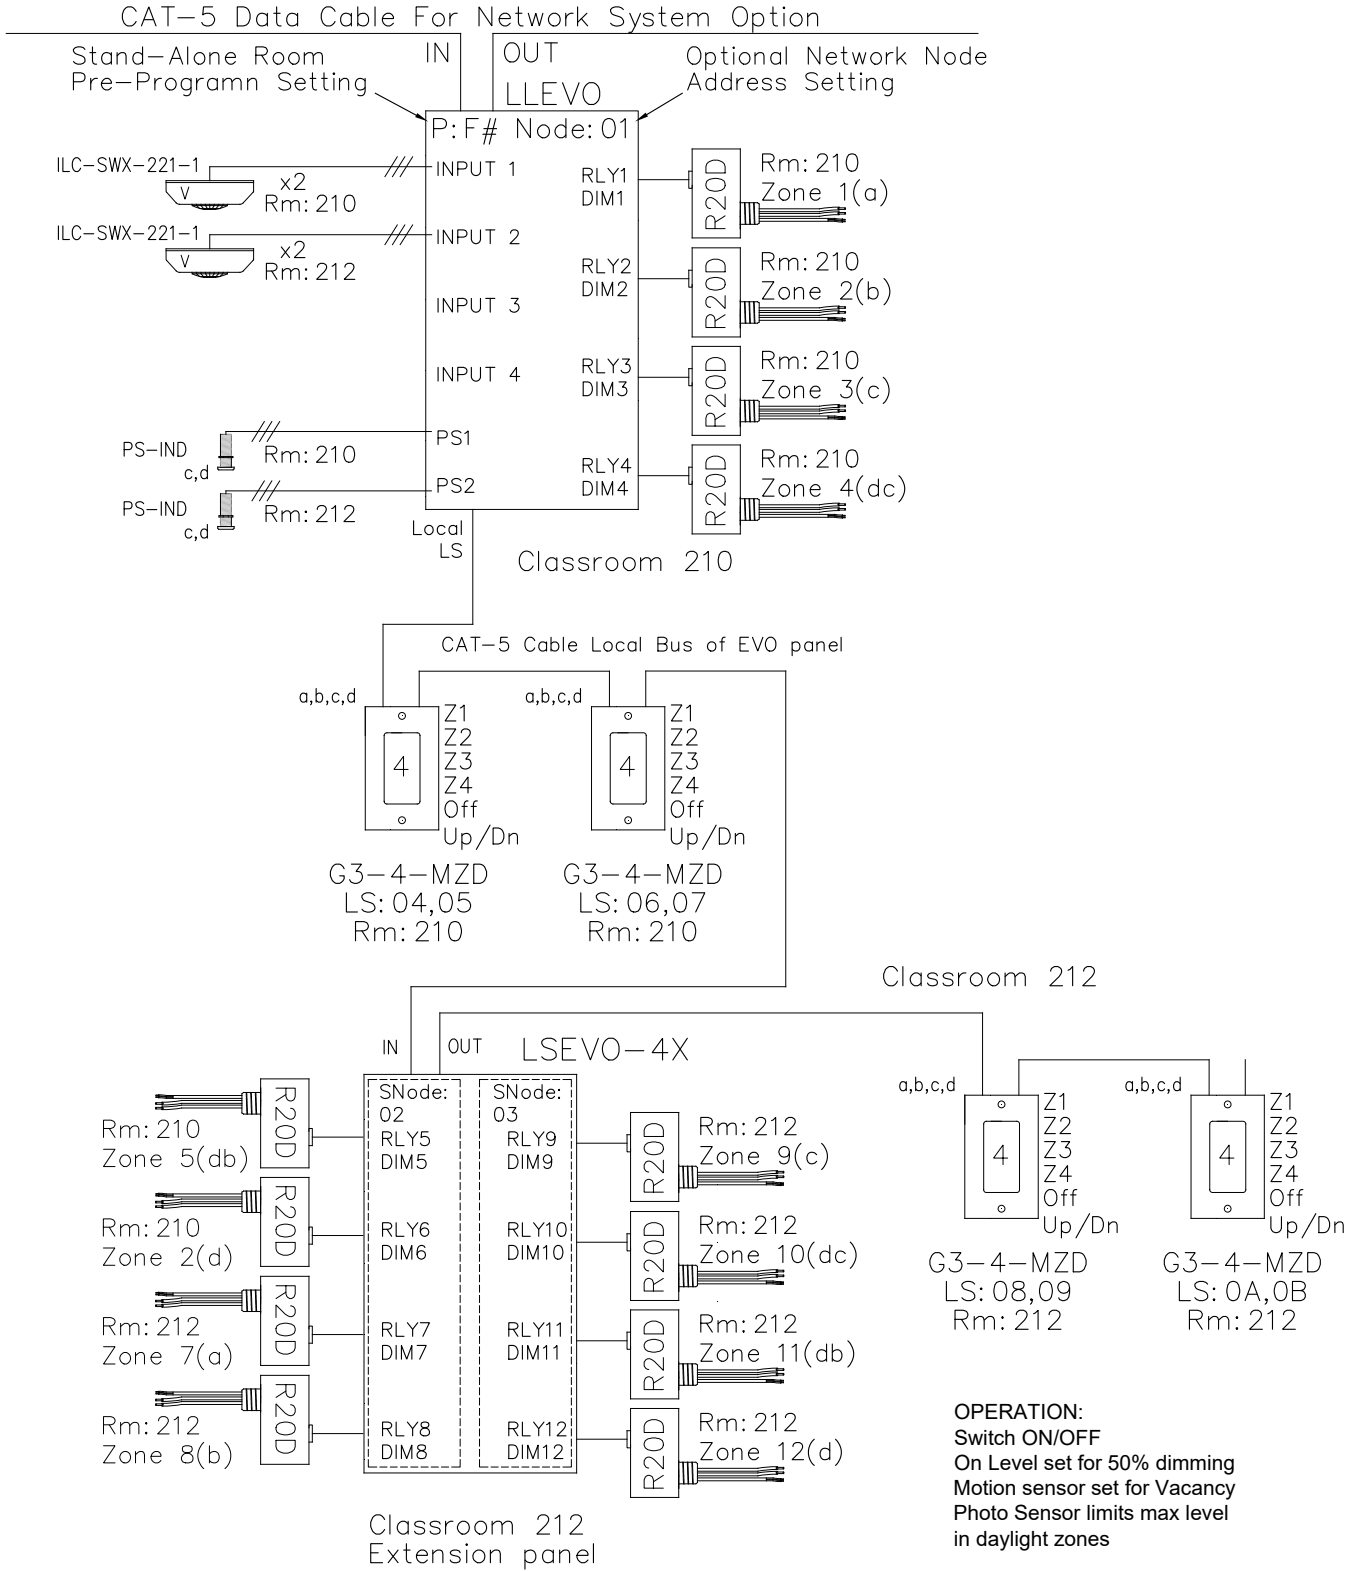 CAT-5 Data Cable For Network System Option
IN
OUT
Stand-Alone Room
Pre-Programn Setting
Optional Network Node
Address Setting
LLEVO
P:F# Node:01
ILC-SWX-221-1
V
x2
Rm:210
INPUT 1
ILC-SWX-221-1
V
x2
Rm:212
INPUT 2
INPUT 3
INPUT 4
PS-IND
c,d
Rm:210
PS1
PS-IND
c,d
Rm:212
PS2
RLY1
DIM1
R20D
Rm:210
Zone 1(a)
RLY2
DIM2
R20D
Rm:210
Zone 2(b)
RLY3
DIM3
R20D
Rm:210
Zone 3(c)
RLY4
DIM4
R20D
Rm:210
Zone 4(dc)
Local
LS
Classroom 210
CAT-5 Cable Local Bus of EVO panel
a,b,c,d
4
Z1
Z2
Z3
Z4
Off
Up/Dn
G3-4-MZD
LS:04,05
Rm:210
a,b,c,d
4
Z1
Z2
Z3
Z4
Off
Up/Dn
G3-4-MZD
LS:06,07
Rm:210
Classroom 212
IN
OUT
LSEVO-4X
SNode:
02
SNode:
03
R20D
Rm:210
Zone 5(db)
RLY5
DIM5
R20D
Rm:210
Zone 2(d)
RLY6
DIM6
R20D
Rm:212
Zone 7(a)
RLY7
DIM7
R20D
Rm:212
Zone 8(b)
RLY8
DIM8
RLY9
DIM9
R20D
Rm:212
Zone 9(c)
RLY10
DIM10
R20D
Rm:212
Zone 10(dc)
RLY11
DIM11
R20D
Rm:212
Zone 11(db)
RLY12
DIM12
R20D
Rm:212
Zone 12(d)
a,b,c,d
4
Z1
Z2
Z3
Z4
Off
Up/Dn
G3-4-MZD
LS:08,09
Rm:212
a,b,c,d
4
Z1
Z2
Z3
Z4
Off
Up/Dn
G3-4-MZD
LS:0A,0B
Rm:212
Classroom 212
Extension panel
OPERATION:
Switch ON/OFF
On Level set for 50% dimming
Motion sensor set for Vacancy
Photo Sensor limits max level
in daylight zones